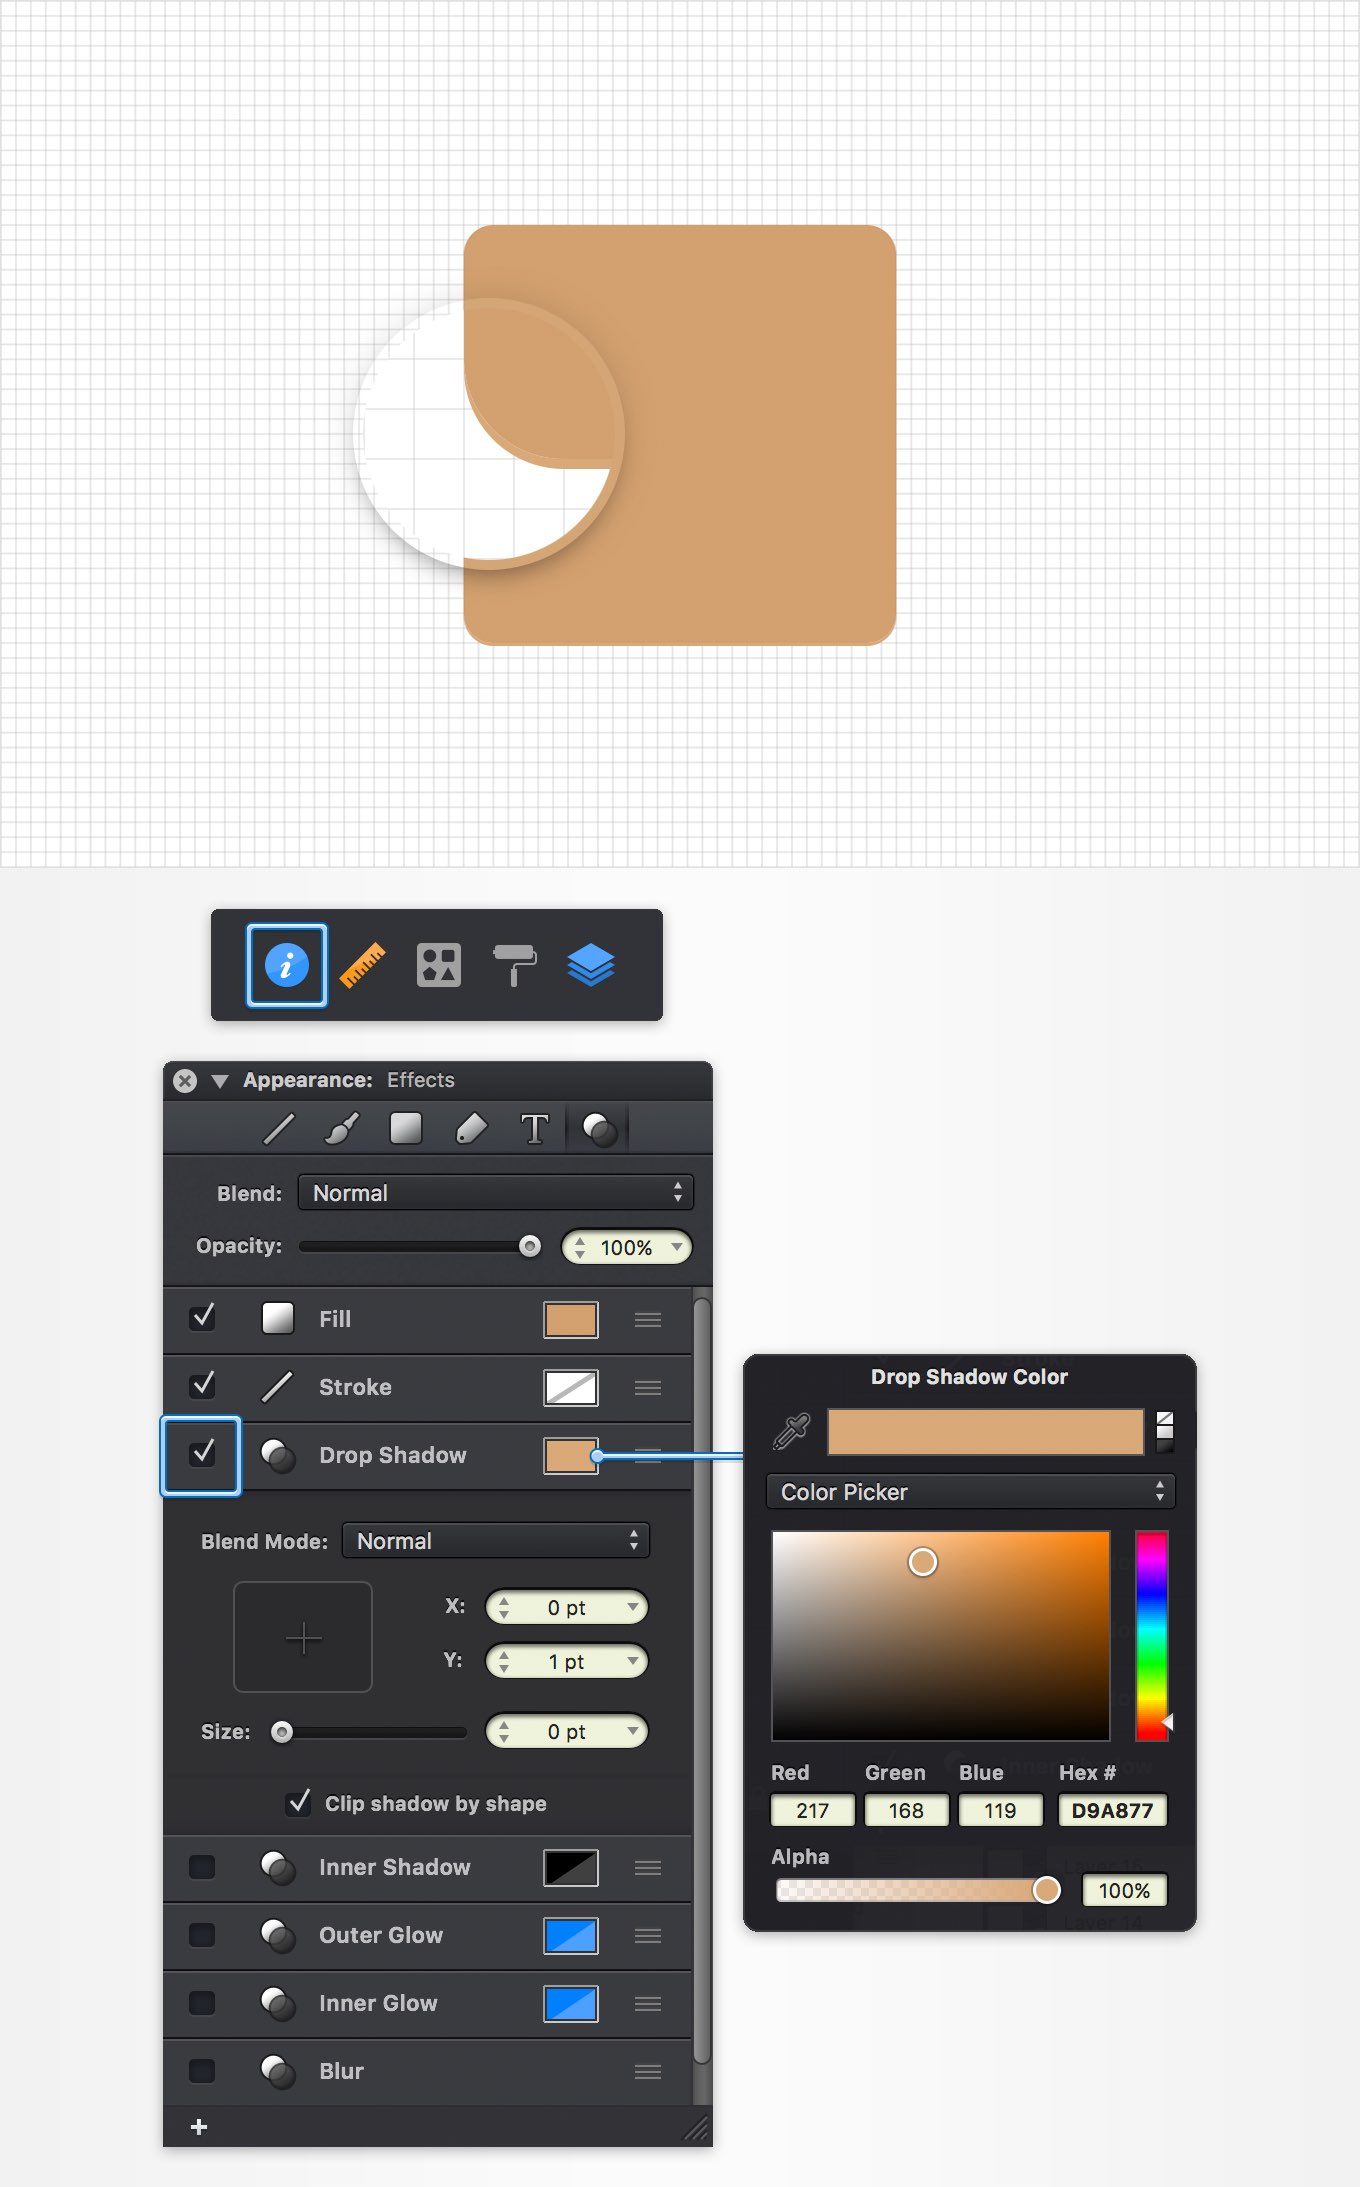 Appearance: Effects
T
Blend: Normal
Opacity: 100%
Fill
Stroke
Drop Shadow
Blend Mode: Normal
X: 0 pt
Y: 1 pt
Size: 0 pt
Clip shadow by shape
Inner Shadow
Outer Glow
Inner Glow
Blur
Drop Shadow Color
Color Picker
Red Green Blue Hex #
217 168 119 D9A877
Alpha
100%